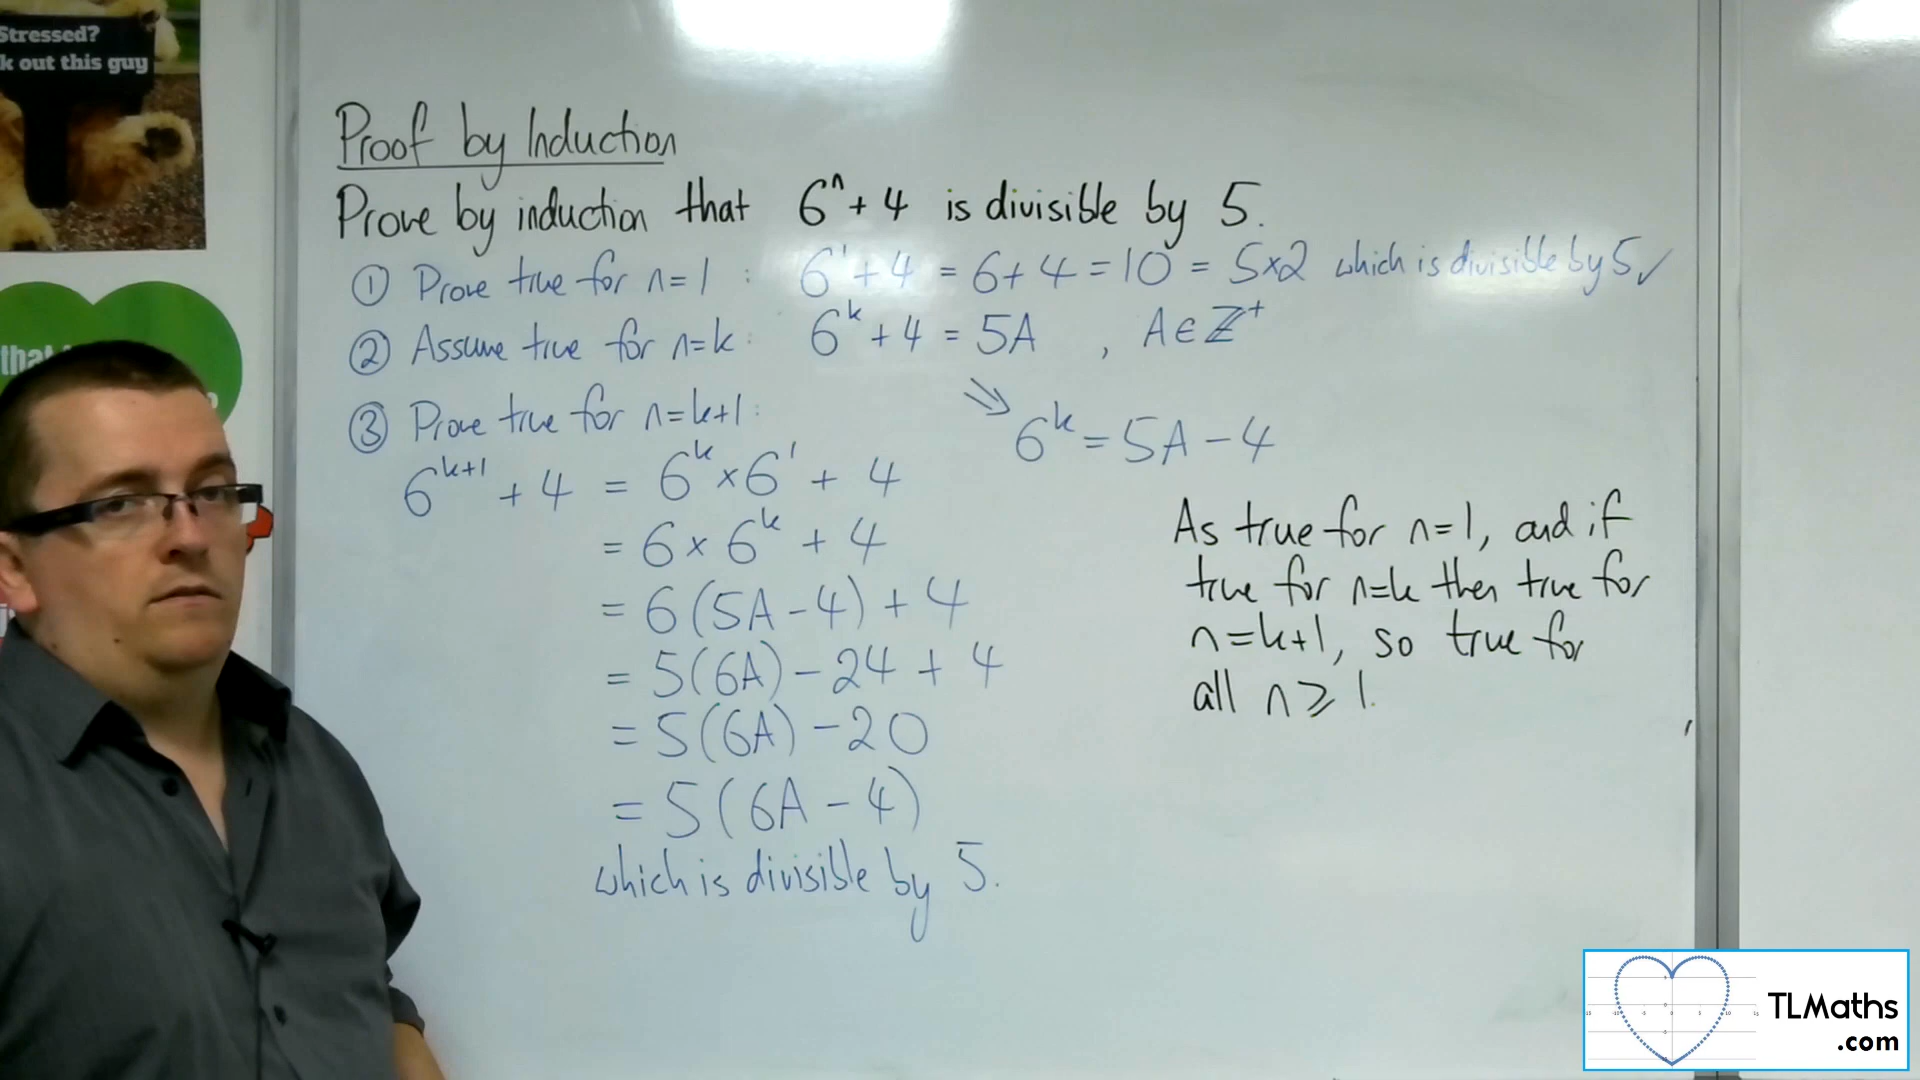 Stressed?
k out this guy
that
Proof by Induction
Prove by induction that 6ⁿ + 4 is divisible by 5.
① Prove true for n=1 : 6¹ + 4 = 6 + 4 = 10 = 5×2 which is divisible by 5 ✓
② Assume true for n=k : 6ᵏ + 4 = 5A , A ∈ ℤ⁺
⇒ 6ᵏ = 5A − 4
③ Prove true for n=k+1 :
6ᵏ⁺¹ + 4 = 6ᵏ × 6¹ + 4
= 6 × 6ᵏ + 4
= 6(5A − 4) + 4
= 5(6A) − 24 + 4
= 5(6A) − 20
= 5(6A − 4)
which is divisible by 5.
As true for n=1, and if
true for n=k then true for
n=k+1, so true for
all n ⩾ 1.
TLMaths
.com